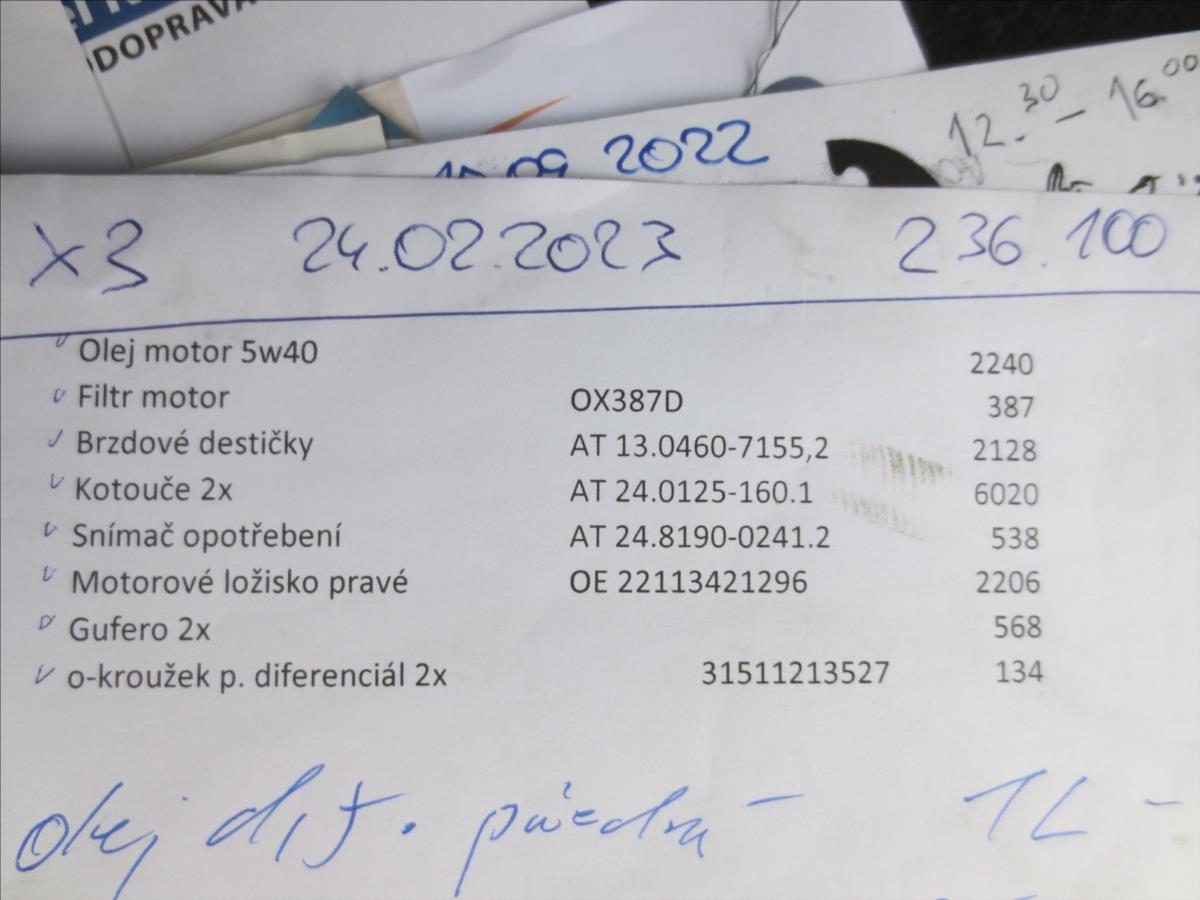 DOPRAVA
12.30 - 16.00
09 2022
X3 24.02.2023 236.100
Olej motor 5w40 2240
Filtr motor OX387D 387
Brzdové destičky AT 13.0460-7155,2 2128
Kotouče 2x AT 24.0125-160.1 6020
Snímač opotřebení AT 24.8190-0241.2 538
Motorové ložisko pravé OE 22113421296 2206
Gufero 2x 568
o-kroužek p. diferenciál 2x 31511213527 134
Olej dif. přední - 1L -